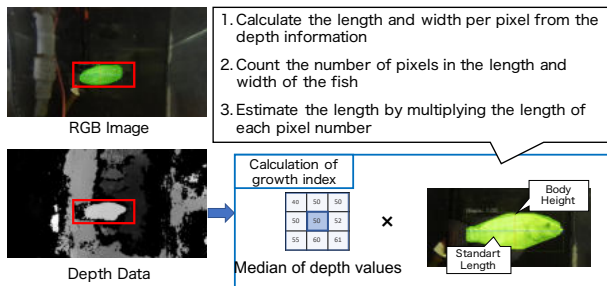 1. Calculate the length and width per pixel from the
depth information
2. Count the number of pixels in the length and
width of the fish
3. Estimate the length by multiplying the length of
each pixel number
RGB Image
Calculation of
growth index
40 50 50
50 50 52
55 60 61
×
Body
Height
Standart
Length
Median of depth values
Depth Data